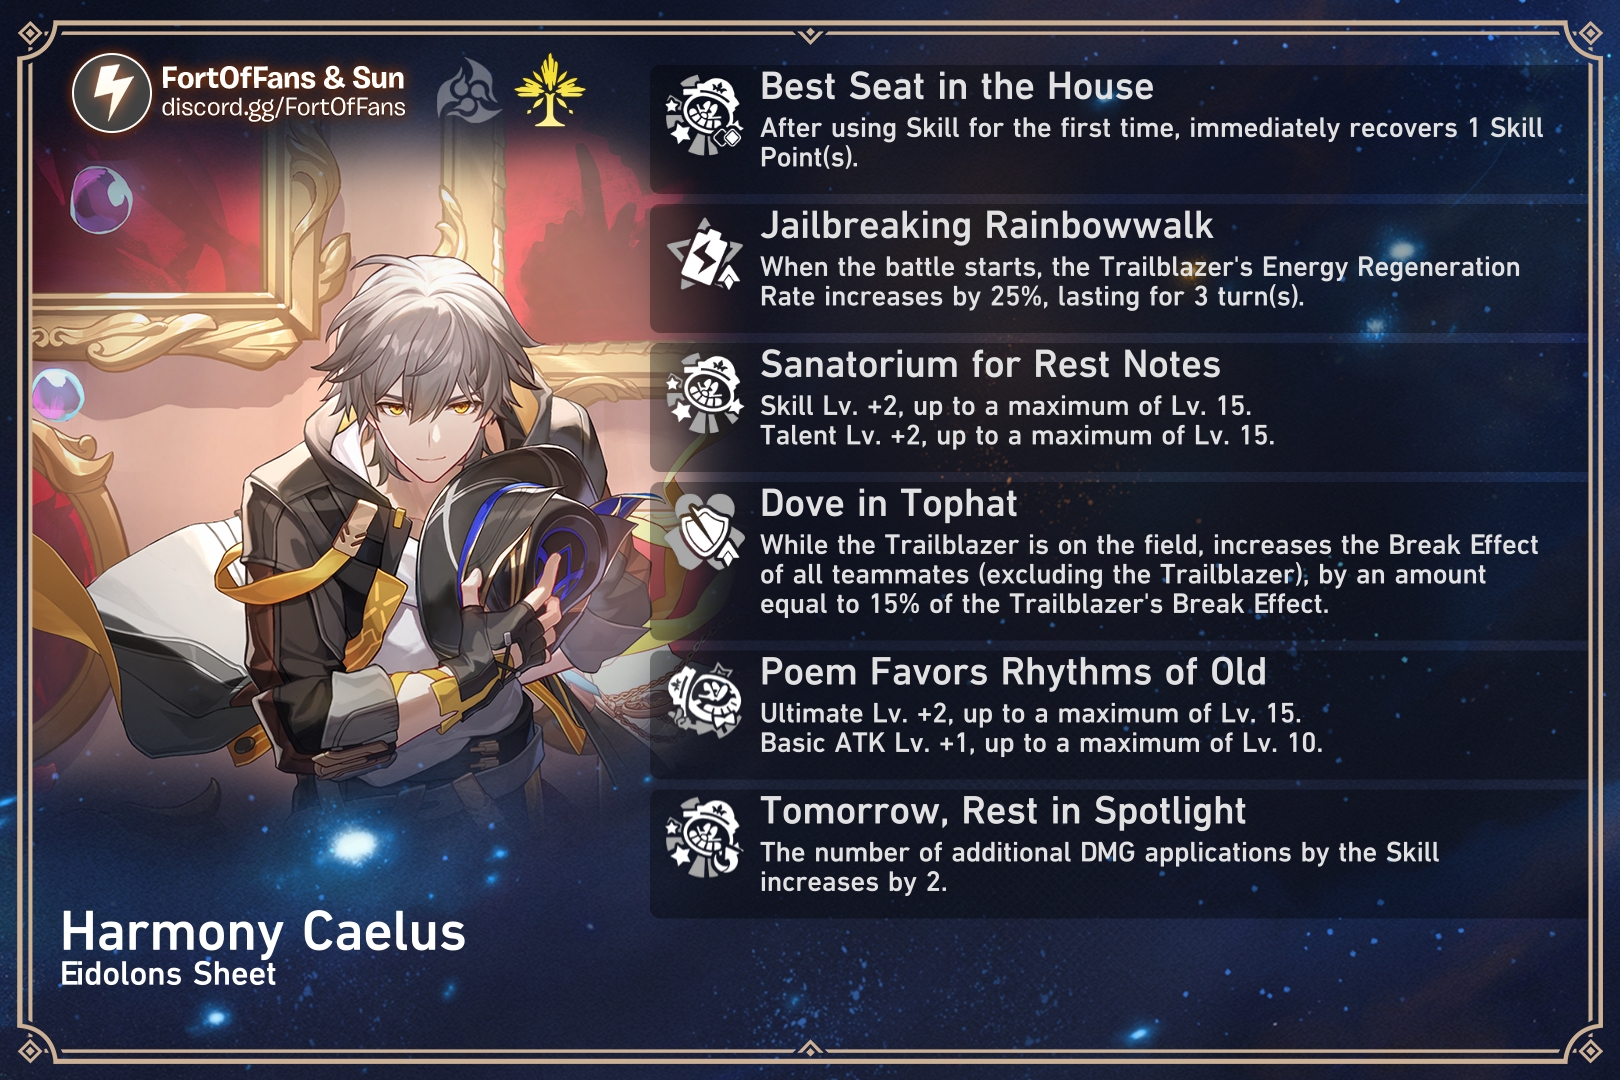 FortOfFans & Sun
discord.gg/FortOfFans
Best Seat in the House
After using Skill for the first time, immediately recovers 1 Skill
Point(s).
Jailbreaking Rainbowwalk
When the battle starts, the Trailblazer's Energy Regeneration
Rate increases by 25%, lasting for 3 turn(s).
Sanatorium for Rest Notes
Skill Lv. +2, up to a maximum of Lv. 15.
Talent Lv. +2, up to a maximum of Lv. 15.
Dove in Tophat
While the Trailblazer is on the field, increases the Break Effect
of all teammates (excluding the Trailblazer), by an amount
equal to 15% of the Trailblazer's Break Effect.
Poem Favors Rhythms of Old
Ultimate Lv. +2, up to a maximum of Lv. 15.
Basic ATK Lv. +1, up to a maximum of Lv. 10.
Tomorrow, Rest in Spotlight
The number of additional DMG applications by the Skill
increases by 2.
Harmony Caelus
Eidolons Sheet